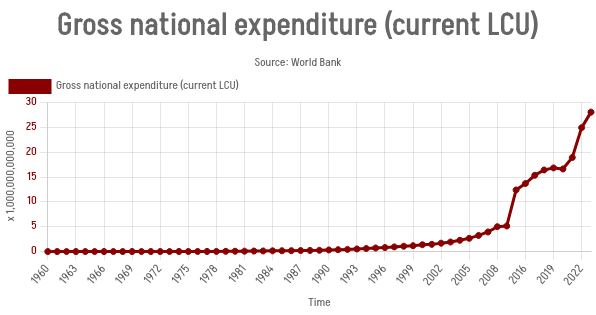 Gross national expenditure (current LCU)
Source: World Bank
Gross national expenditure (current LCU)
x 1,000,000,000,000
30
25
20
15
10
5
0
1960 1963 1966 1969 1972 1975 1978 1981 1984 1987 1990 1993 1996 1999 2002 2005 2008 2016 2019 2022
Time